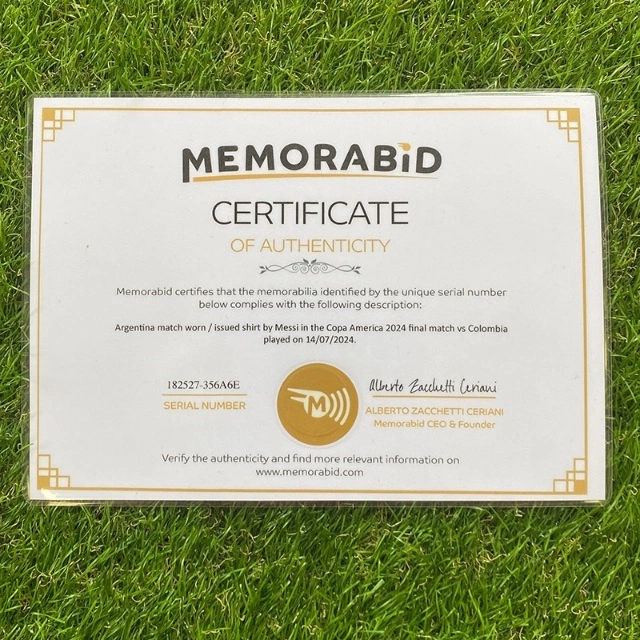 MEMORABiD
CERTIFICATE
OF AUTHENTICITY
Memorabid certifies that the memorabilia identified by the unique serial number
below complies with the following description:
Argentina match worn / issued shirt by Messi in the Copa America 2024 final match vs Colombia
played on 14/07/2024.
182527-356A6E
SERIAL NUMBER
M
Alberto Zacchetti Ceriani
ALBERTO ZACCHETTI CERIANI
Memorabid CEO & Founder
Verify the authenticity and find more relevant information on
www.memorabid.com